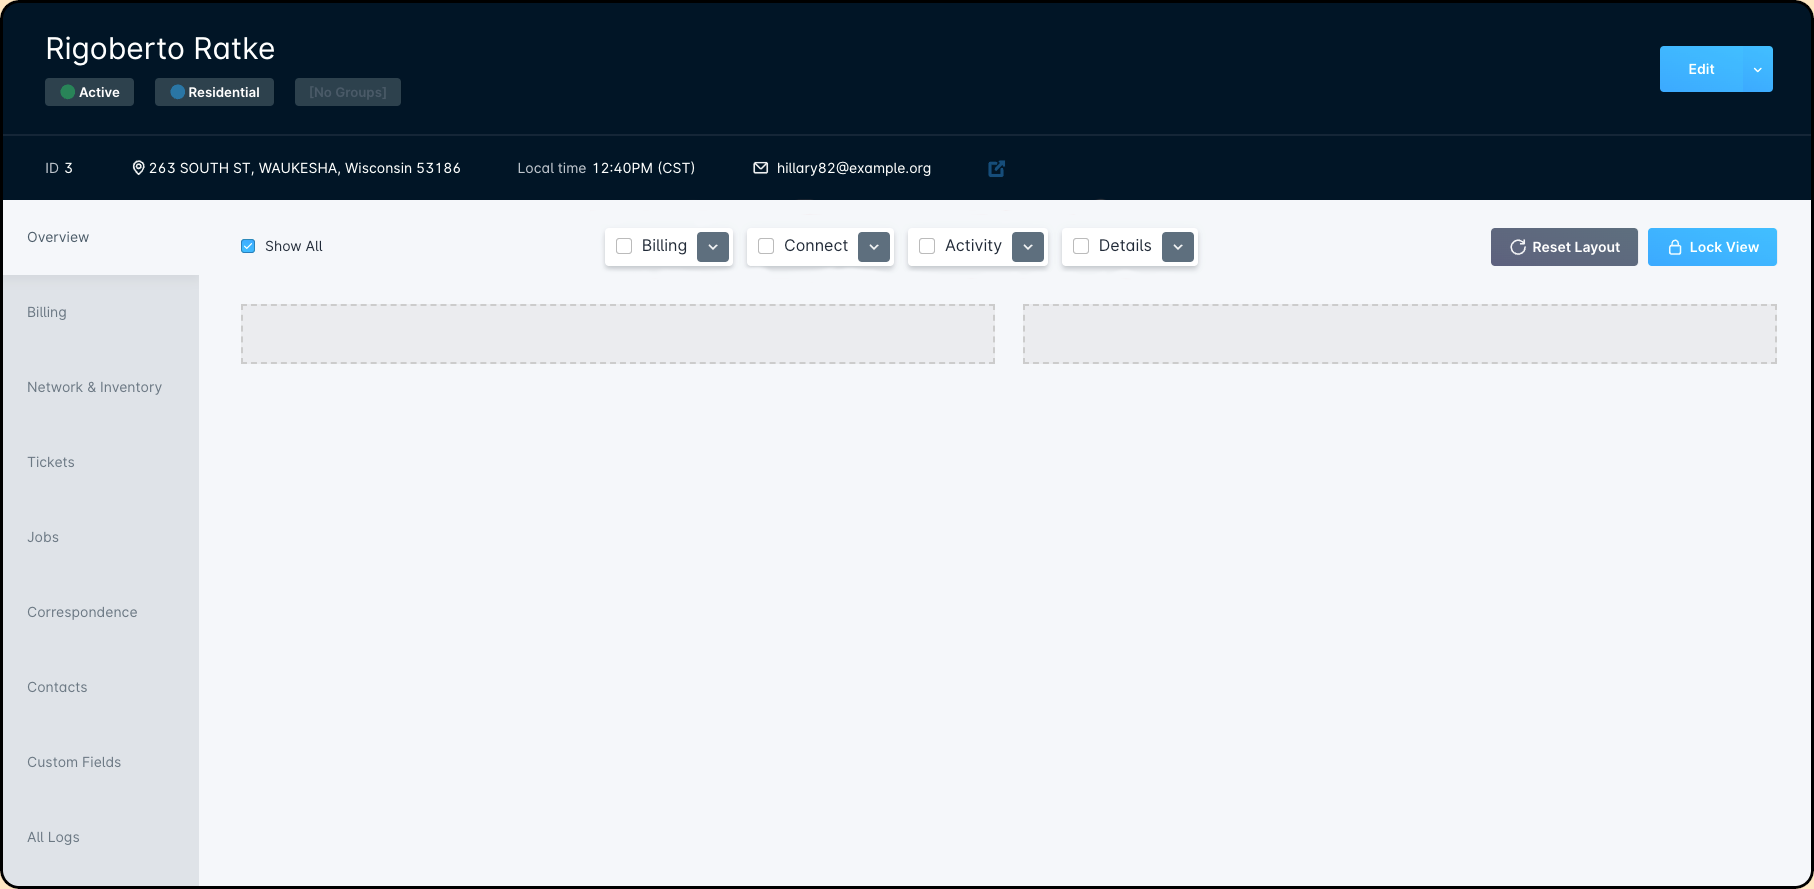 Rigoberto Ratke
Active Residential [No Groups]
Edit
ID 3 263 SOUTH ST, WAUKESHA, Wisconsin 53186 Local time 12:40PM (CST) hillary82@example.org
Overview
Show All Billing Connect Activity Details Reset Layout Lock View
Billing
Network & Inventory
Tickets
Jobs
Correspondence
Contacts
Custom Fields
All Logs